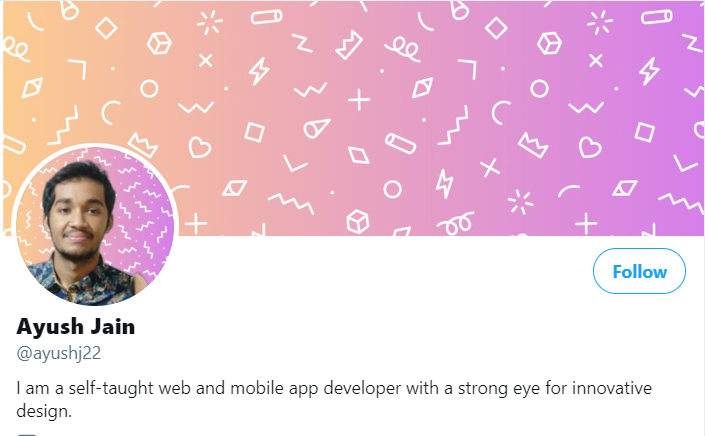 Follow
Ayush Jain
@ayushj22
I am a self-taught web and mobile app developer with a strong eye for innovative
design.